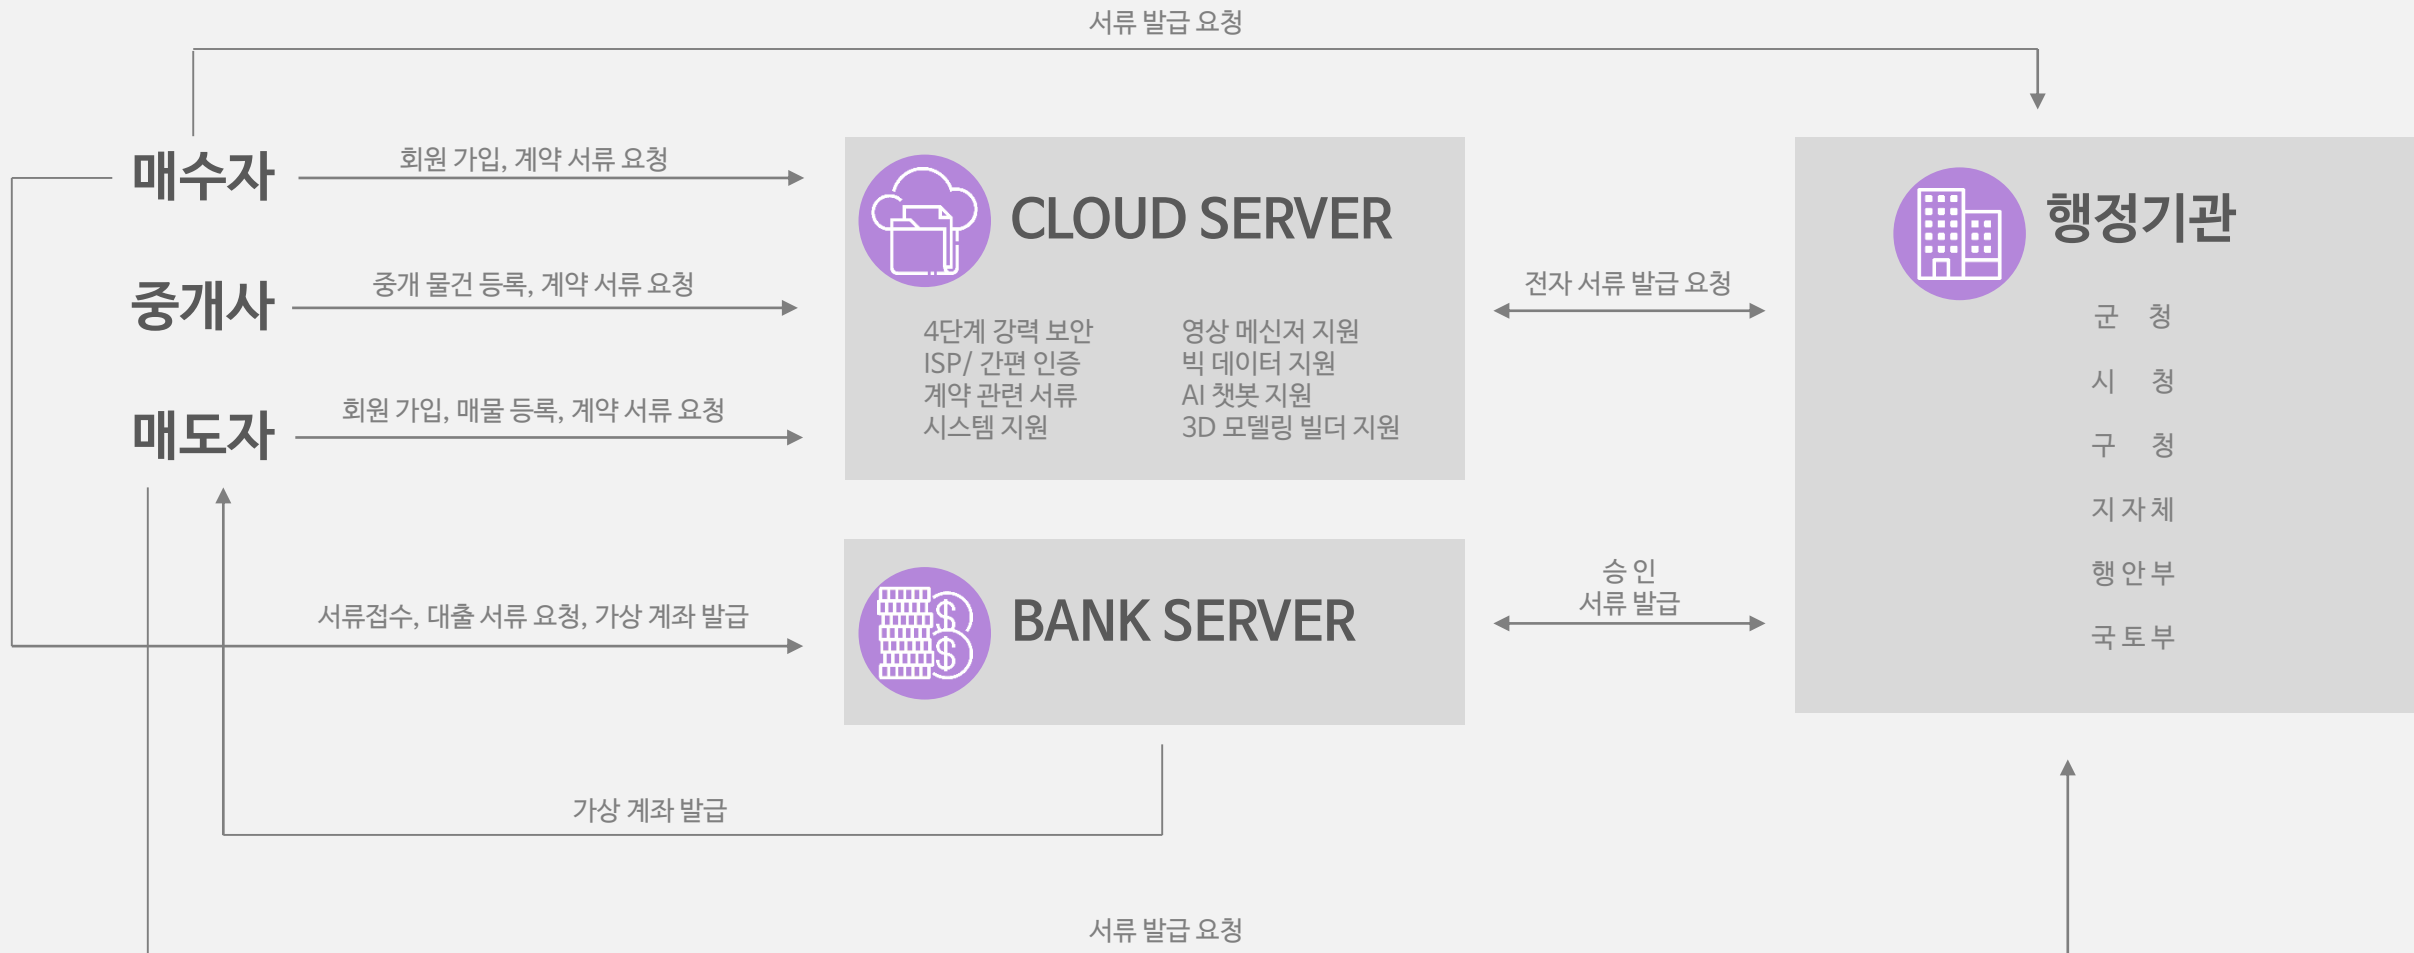 서류 발급 요청
매수자
회원 가입, 계약 서류 요청
중개사
중개 물건 등록, 계약 서류 요청
매도자
회원 가입, 매물 등록, 계약 서류 요청
CLOUD SERVER
4단계 강력 보안
ISP/ 간편 인증
계약 관련 서류
시스템 지원
영상 메신저 지원
빅 데이터 지원
AI 챗봇 지원
3D 모델링 빌더 지원
전자 서류 발급 요청
행정기관
군 청
시 청
구 청
지 자 체
행 안 부
국 토 부
서류접수, 대출 서류 요청, 가상 계좌 발급
BANK SERVER
승 인
서류 발급
가상 계좌 발급
서류 발급 요청